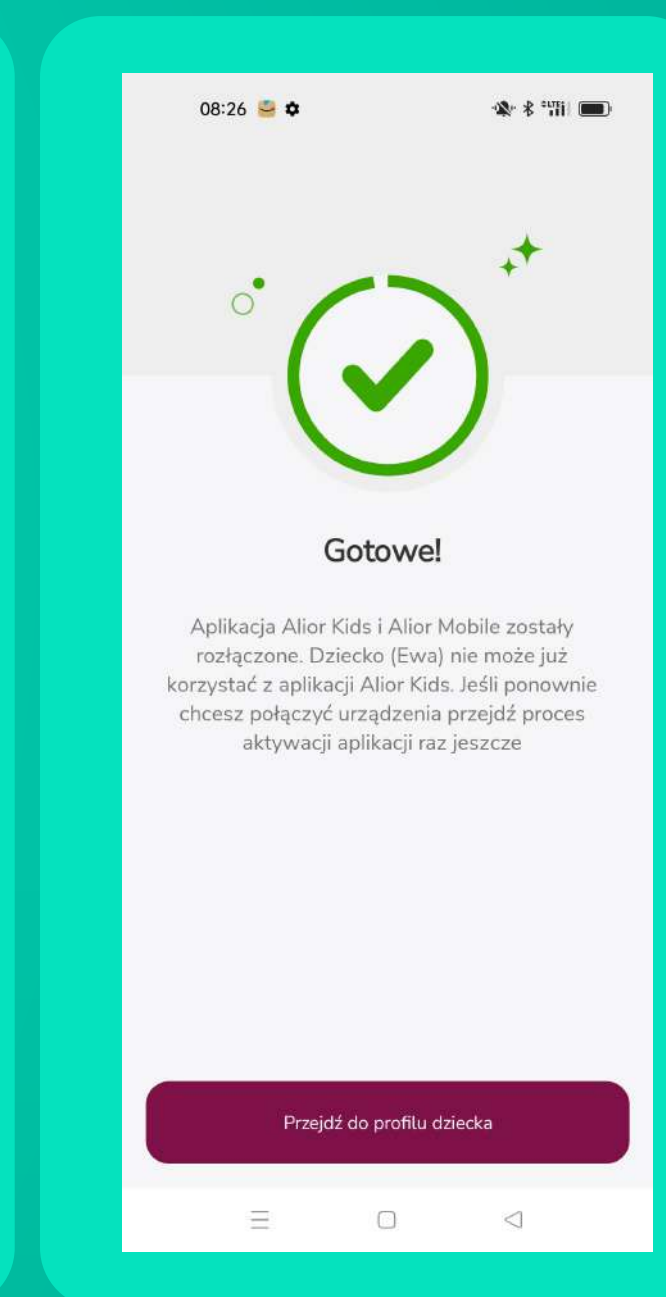 08:26
Gotowe!
Aplikacja Alior Kids i Alior Mobile zostały
rozłączone. Dziecko (Ewa) nie może już
korzystać z aplikacji Alior Kids. Jeśli ponownie
chcesz połączyć urządzenia przejdź proces
aktywacji aplikacji raz jeszcze
Przejdź do profilu dziecka